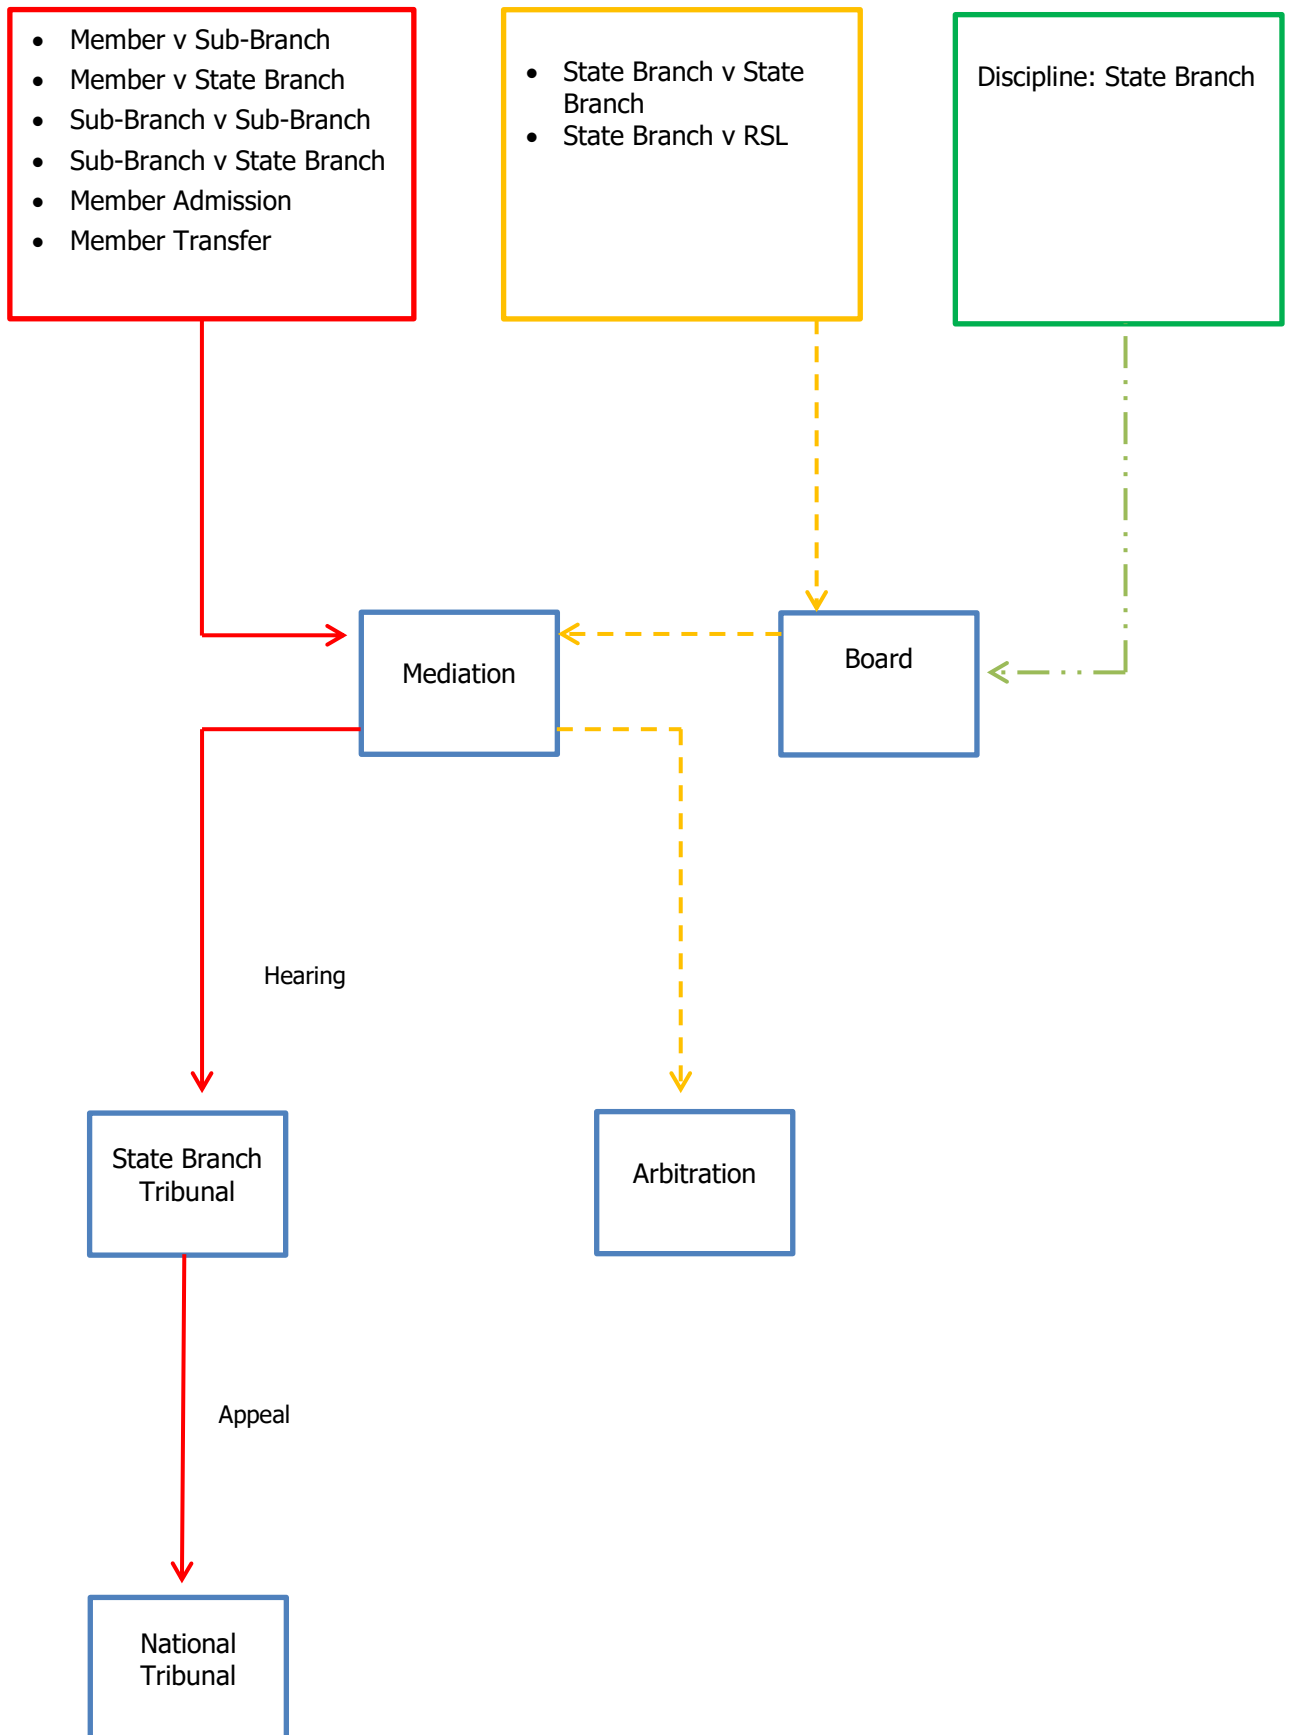 • Member v Sub-Branch
• Member v State Branch
• Sub-Branch v Sub-Branch
• Sub-Branch v State Branch
• Member Admission
• Member Transfer
• State Branch v State
Branch
• State Branch v RSL
Discipline: State Branch
Mediation
Board
Hearing
State Branch
Tribunal
Arbitration
Appeal
National
Tribunal